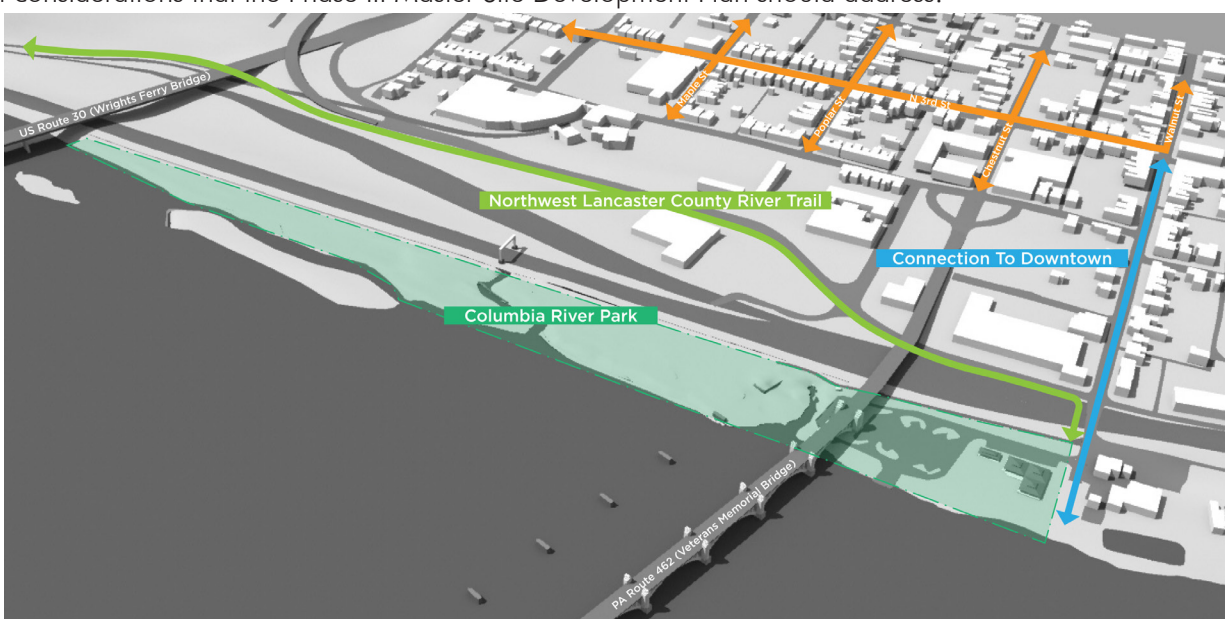 considerations that the Phase III Master Site Development Plan should address.
US Route 30 (Wrights Ferry Bridge)
Maple St
Poplar St
N 3rd St
Chestnut St
Walnut St
Northwest Lancaster County River Trail
Connection To Downtown
Columbia River Park
PA Route 462 (Veterans Memorial Bridge)